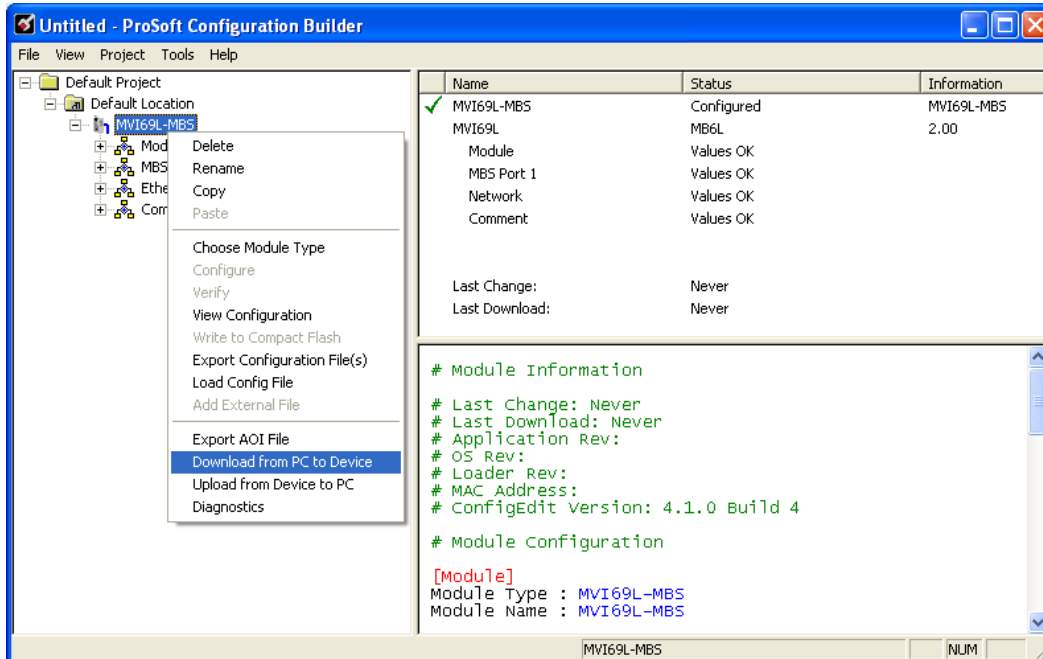 Untitled - ProSoft Configuration Builder
File View Project Tools Help
Default Project
Default Location
MVI69L-MBS
Mod
MBS
Ethe
Com
Delete
Rename
Copy
Paste
Choose Module Type
Configure
Verify
View Configuration
Write to Compact Flash
Export Configuration File(s)
Load Config File
Add External File
Export AOI File
Download from PC to Device
Upload from Device to PC
Diagnostics
Name Status Information
MVI69L-MBS Configured MVI69L-MBS
MVI69L MB6L 2.00
Module Values OK
MBS Port 1 Values OK
Network Values OK
Comment Values OK
Last Change: Never
Last Download: Never
# Module Information
# Last Change: Never
# Last Download: Never
# Application Rev:
# OS Rev:
# Loader Rev:
# MAC Address:
# ConfigEdit Version: 4.1.0 Build 4
# Module Configuration
[Module]
Module Type : MVI69L-MBS
Module Name : MVI69L-MBS
MVI69L-MBS NUM